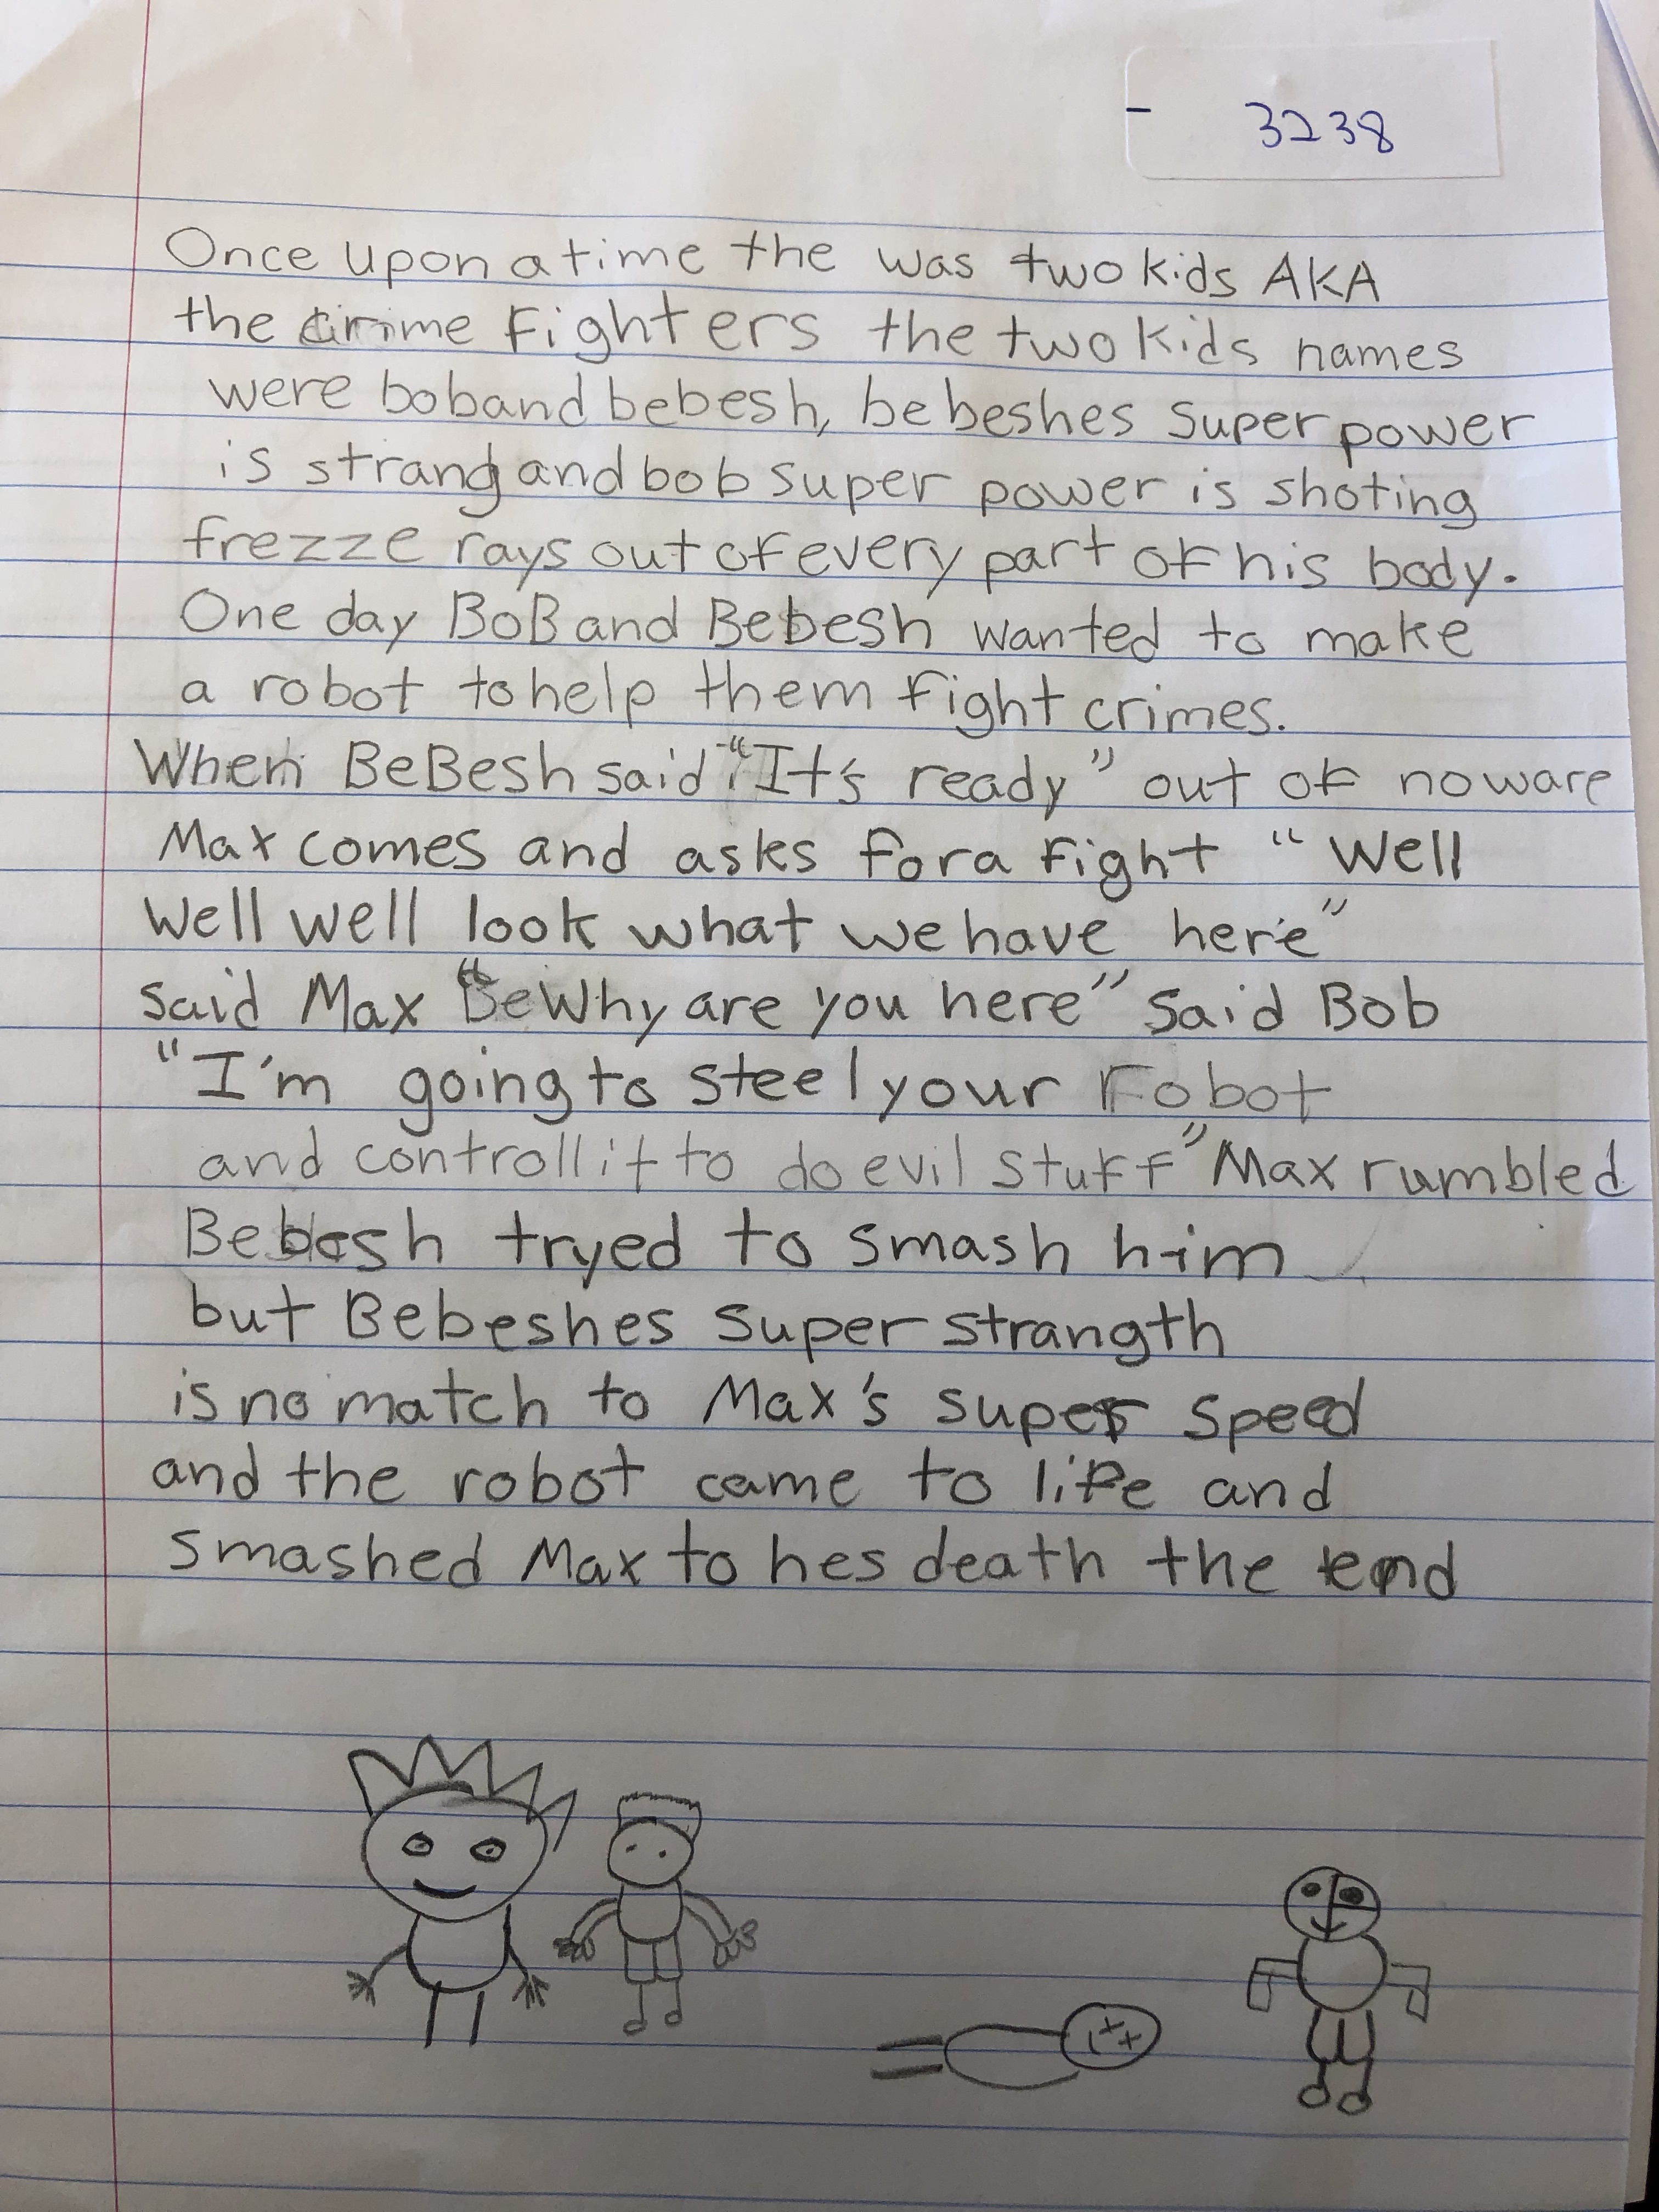 - 3238
Once upon a time the was two kids AKA
the crime fighters the two kids names
were bob and bebesh, bebeshes super power
is strang and bob super power is shoting
frezze rays out of every part of his body.
One day BoB and Bebesh wanted to make
a robot to help them fight crimes.
When BeBesh said "It's ready" out of noware
Max comes and asks for a fight "Well
Well well look what we have here"
said Max "Why are you here" said Bob
"I'm going to steel your robot
and controll it to do evil stuff" Max rumbled
Bebesh tryed to smash him
but Bebeshes super strangth
is no match to Max's super speed
and the robot came to life and
smashed Max to hes death the end